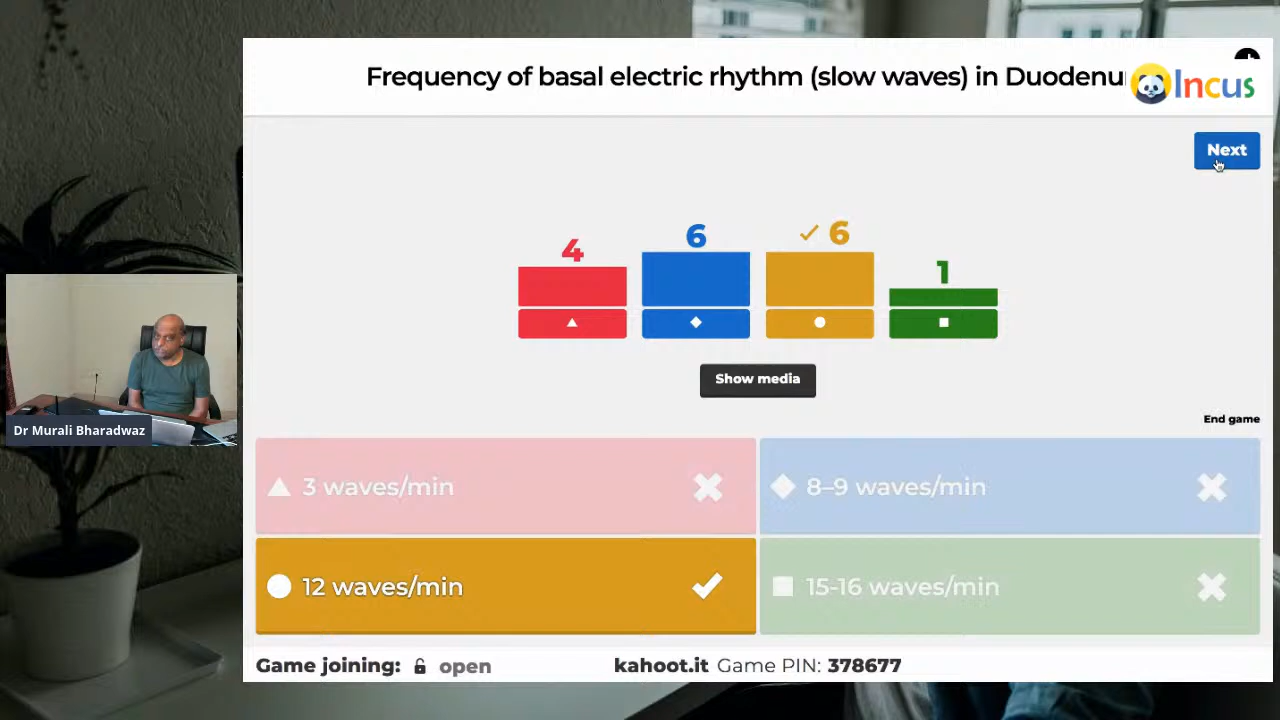 Frequency of basal electric rhythm (slow waves) in Duodenu
Incus
Next
4
6
6
1
Show media
End game
Dr Murali Bharadwaz
3 waves/min
8–9 waves/min
12 waves/min
15-16 waves/min
Game joining: open
kahoot.it Game PIN: 378677